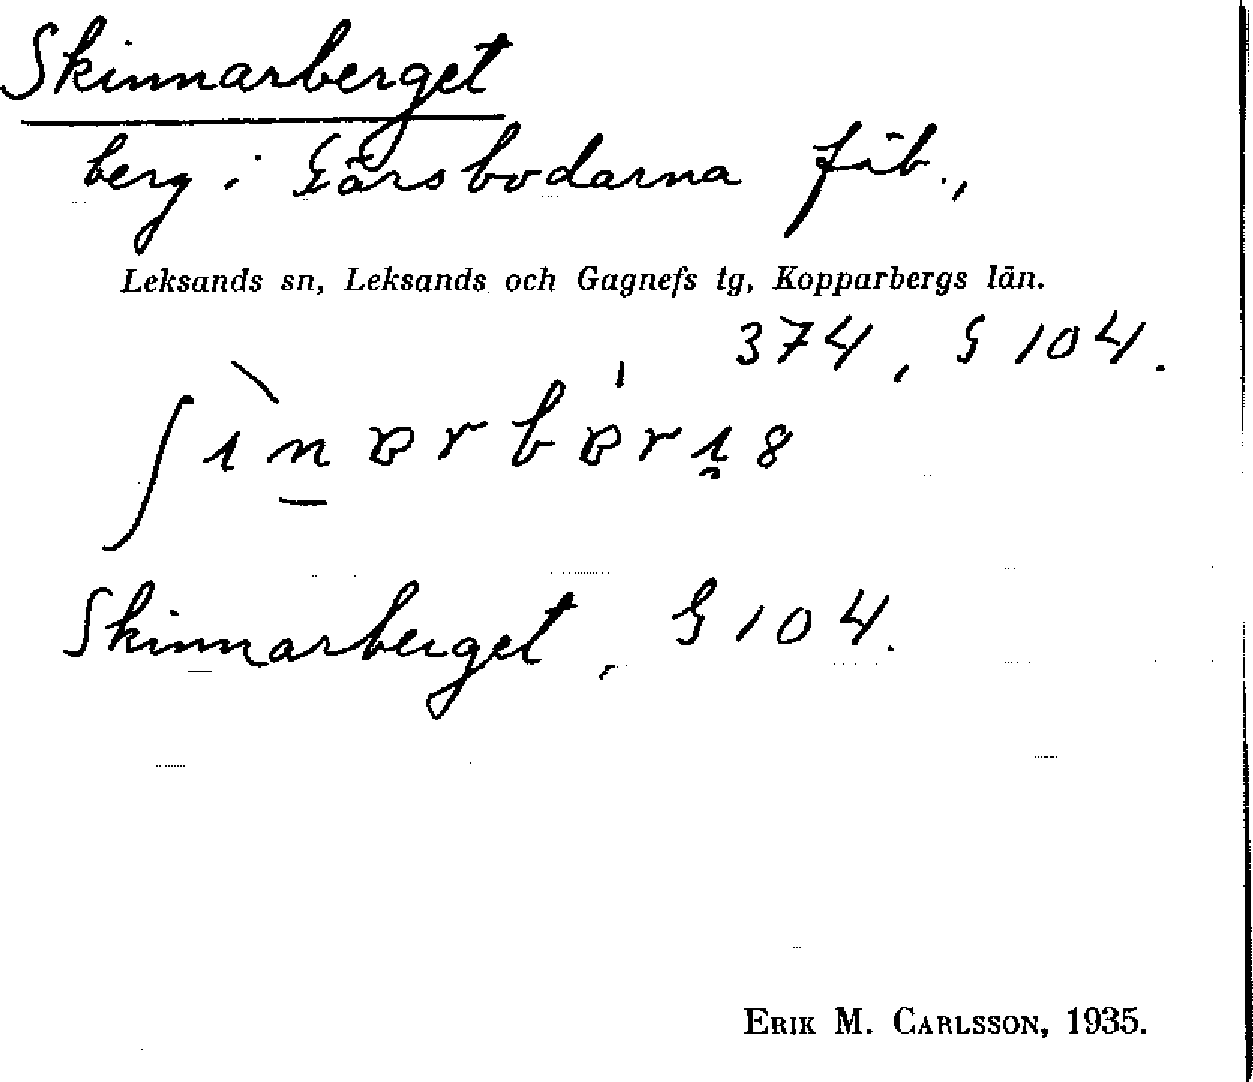 Skinnarberget
berg i Gärsbodarna fäb.,
Leksands sn, Leksands och Gagnefs tg, Kopparbergs län.
374, § 104.
Skinnarberget, § 104.
ERIK M. CARLSSON, 1935.